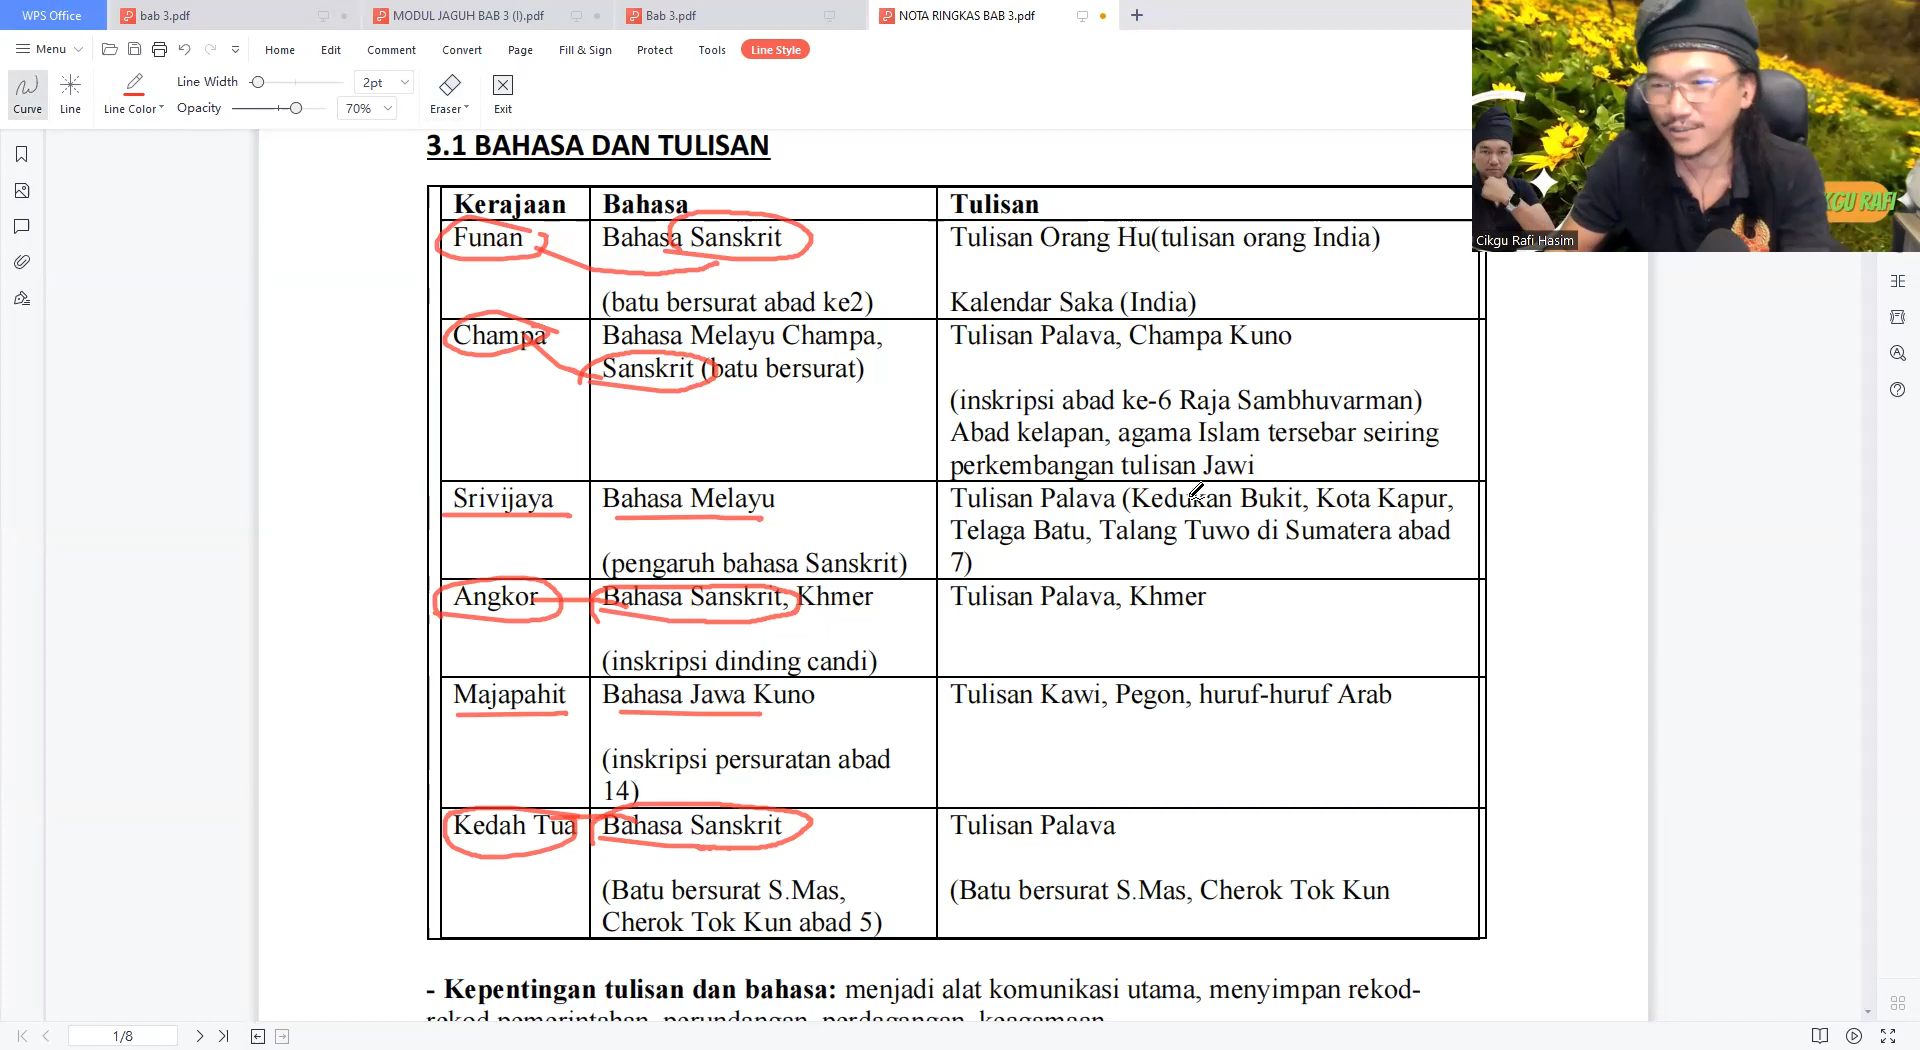 WPS Office
bab 3.pdf
MODUL JAGUH BAB 3 (I).pdf
Bab 3.pdf
NOTA RINGKAS BAB 3.pdf
Menu
Home
Edit
Comment
Convert
Page
Fill & Sign
Protect
Tools
Line Style
Curve
Line
Line Color
Line Width
2pt
Opacity
70%
Eraser
Exit
KGU RAFI
Cikgu Rafi Hasim
3.1 BAHASA DAN TULISAN
Kerajaan
Bahasa
Tulisan
Funan
Bahasa Sanskrit
(batu bersurat abad ke2)
Tulisan Orang Hu(tulisan orang India)
Kalendar Saka (India)
Champa
Bahasa Melayu Champa,
Sanskrit (batu bersurat)
Tulisan Palava, Champa Kuno
(inskripsi abad ke-6 Raja Sambhuvarman)
Abad kelapan, agama Islam tersebar seiring
perkembangan tulisan Jawi
Srivijaya
Bahasa Melayu
(pengaruh bahasa Sanskrit)
Tulisan Palava (Kedukan Bukit, Kota Kapur,
Telaga Batu, Talang Tuwo di Sumatera abad
7)
Angkor
Bahasa Sanskrit, Khmer
(inskripsi dinding candi)
Tulisan Palava, Khmer
Majapahit
Bahasa Jawa Kuno
(inskripsi persuratan abad
14)
Tulisan Kawi, Pegon, huruf-huruf Arab
Kedah Tua
Bahasa Sanskrit
(Batu bersurat S.Mas,
Cherok Tok Kun abad 5)
Tulisan Palava
(Batu bersurat S.Mas, Cherok Tok Kun
- Kepentingan tulisan dan bahasa: menjadi alat komunikasi utama, menyimpan rekod-
rekod pemerintahan, perundangan, perdagangan, keagamaan
1/8